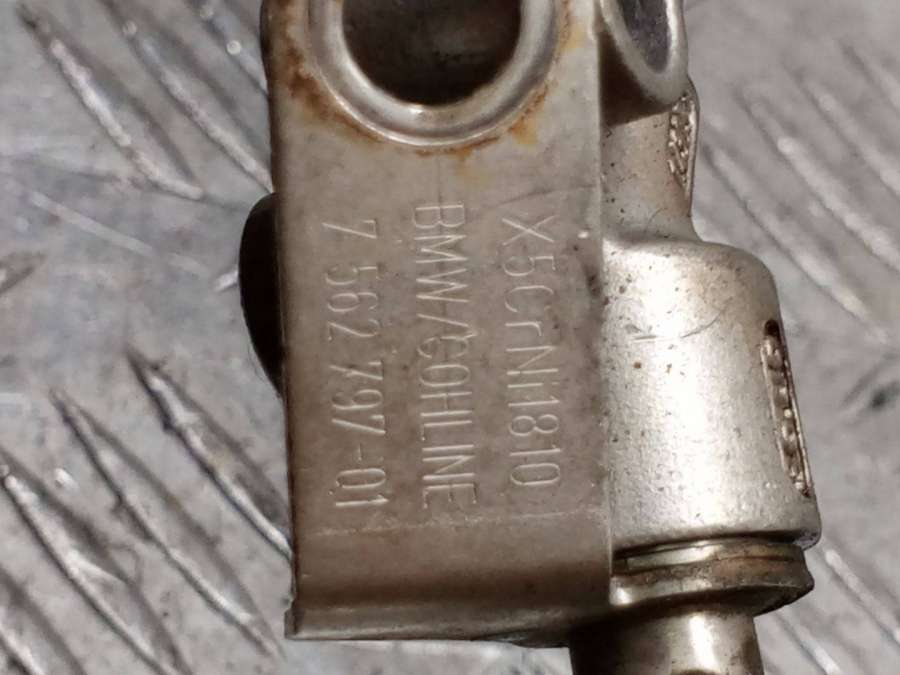 X5CrNi1810
BMW/COHLINE
7 562 797-01